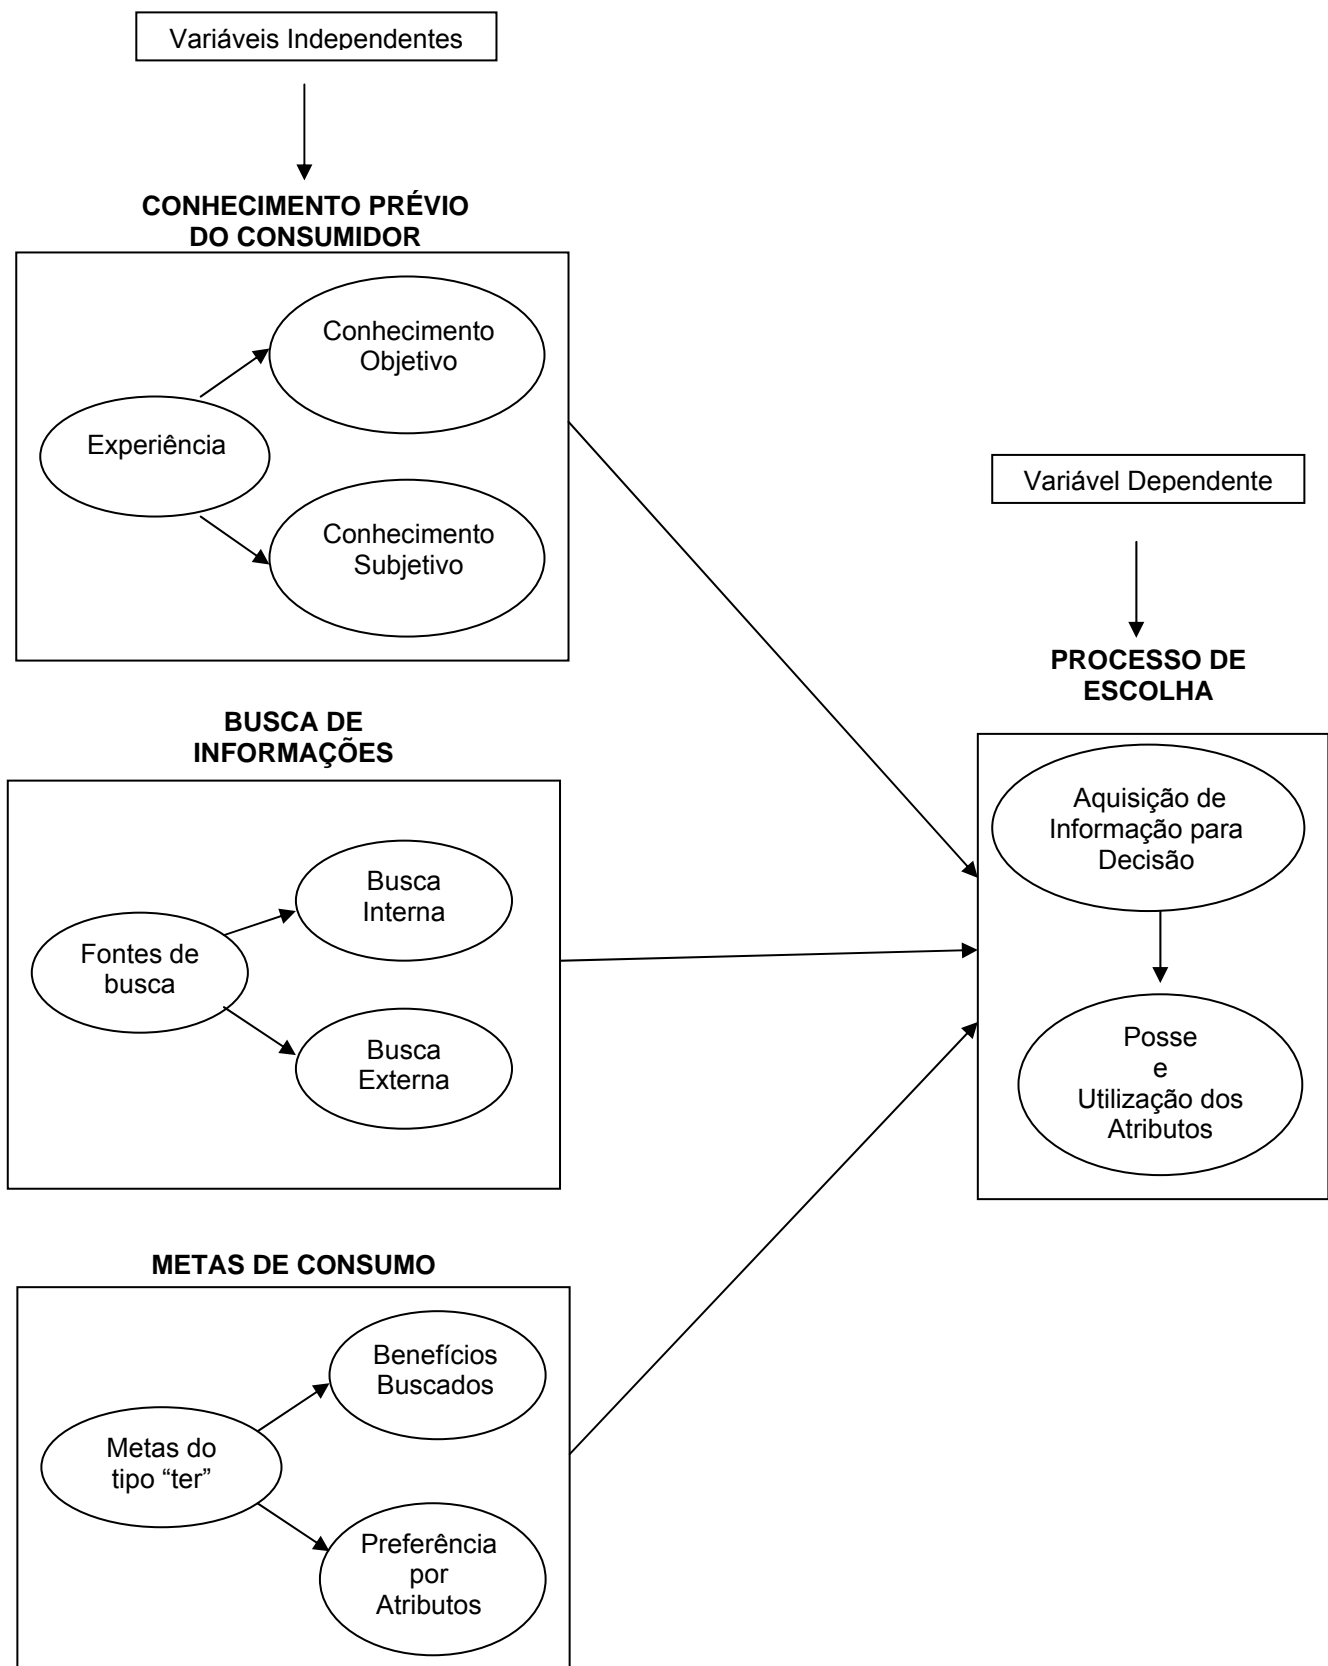 Variáveis Independentes
CONHECIMENTO PRÉVIO
DO CONSUMIDOR
Conhecimento
Objetivo
Experiência
Conhecimento
Subjetivo
BUSCA DE
INFORMAÇÕES
Busca
Interna
Fontes de
busca
Busca
Externa
METAS DE CONSUMO
Benefícios
Buscados
Metas do
tipo “ter”
Preferência
por
Atributos
Variável Dependente
PROCESSO DE
ESCOLHA
Aquisição de
Informação para
Decisão
Posse
e
Utilização dos
Atributos